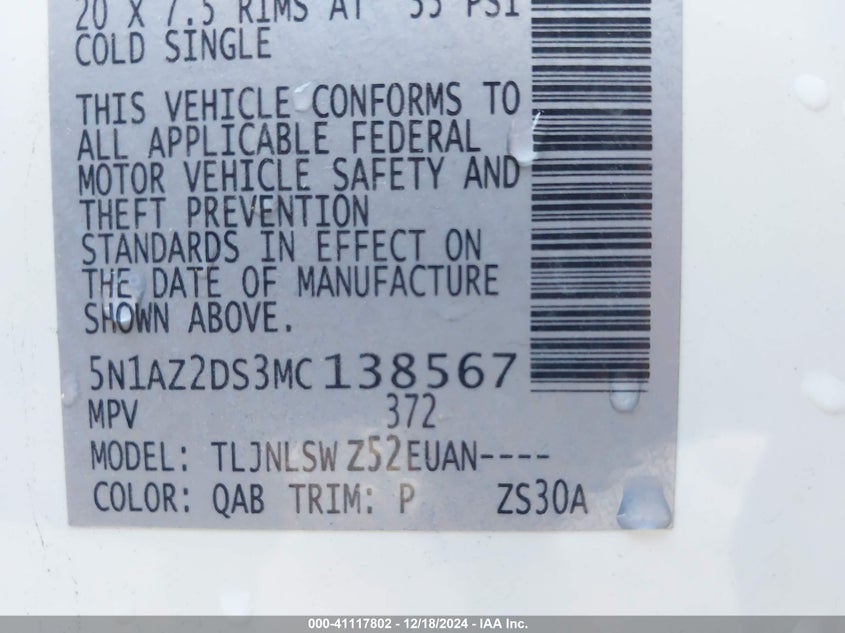 20 X 7.5 RIMS AT 35 PSI
COLD SINGLE
THIS VEHICLE CONFORMS TO
ALL APPLICABLE FEDERAL
MOTOR VEHICLE SAFETY AND
THEFT PREVENTION
STANDARDS IN EFFECT ON
THE DATE OF MANUFACTURE
SHOWN ABOVE.
5N1AZ2DS3MC138567
MPV 372
MODEL: TLJNLSWZ52EUAN----
COLOR: QAB TRIM: P ZS30A
000-41117802 - 12/18/2024 - IAA Inc.